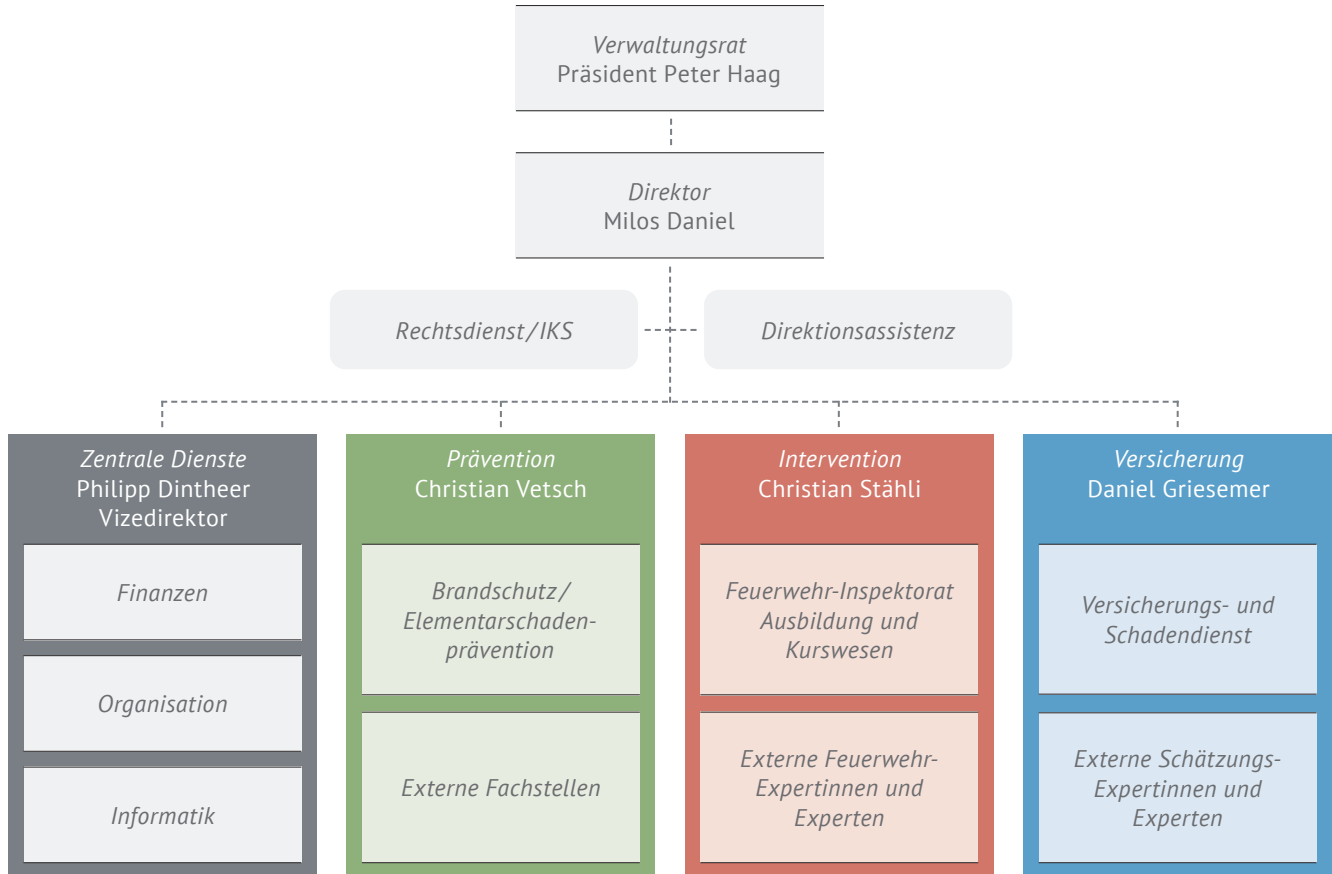 Verwaltungsrat
Präsident Peter Haag
Direktor
Milos Daniel
Rechtsdienst/IKS
Direktionsassistenz
Zentrale Dienste
Philipp Dintheer
Vizedirektor
Finanzen
Organisation
Informatik
Prävention
Christian Vetsch
Brandschutz/
Elementarschaden-
prävention
Externe Fachstellen
Intervention
Christian Stähli
Feuerwehr-Inspektorat
Ausbildung und
Kurswesen
Externe Feuerwehr-
Expertinnen und
Experten
Versicherung
Daniel Griesemer
Versicherungs- und
Schadendienst
Externe Schätzungs-
Expertinnen und
Experten